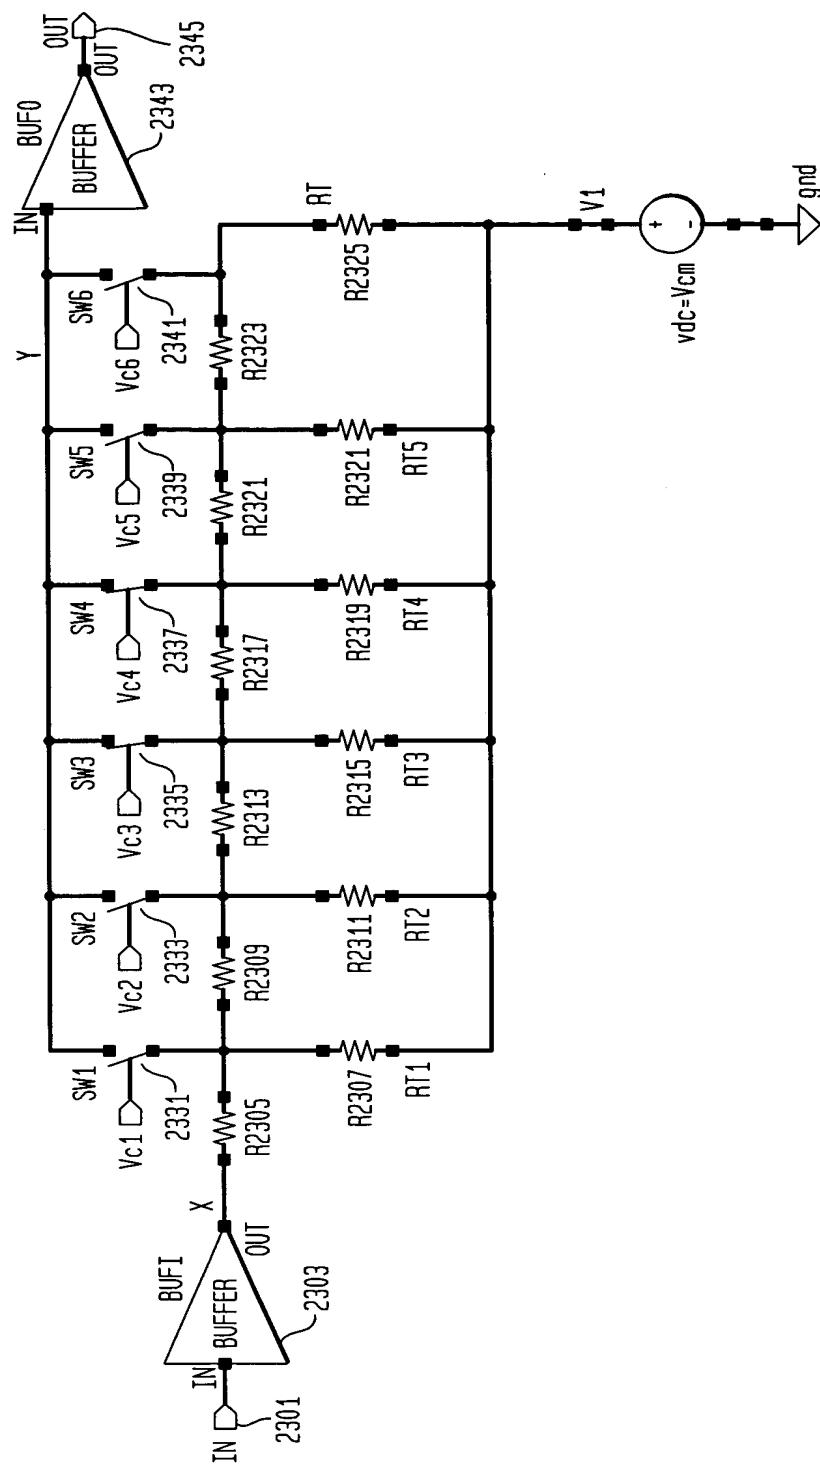 IN
2301
IN
BUFI
BUFFER
2303
OUT
X
R2305
Vc1
SW1
2331
R2307
RT1
R2309
Vc2
SW2
2333
R2311
RT2
R2313
Vc3
SW3
2335
R2315
RT3
R2317
Vc4
SW4
2337
R2319
RT4
R2321
Vc5
SW5
2339
R2321
RT5
R2323
Vc6
SW6
2341
Y
RT
R2325
IN
BUFO
BUFFER
2343
OUT
OUT
2345
V1
+
-
vdc=Vcm
gnd